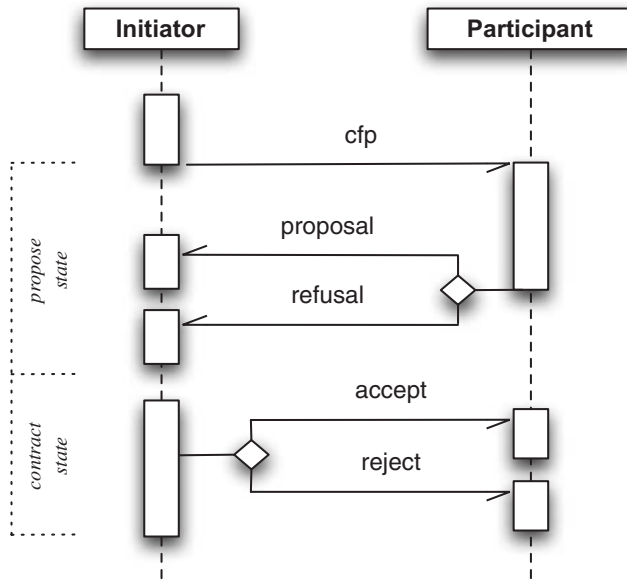 Initiator
Participant
cfp
proposal
propose
state
refusal
accept
contract
state
reject